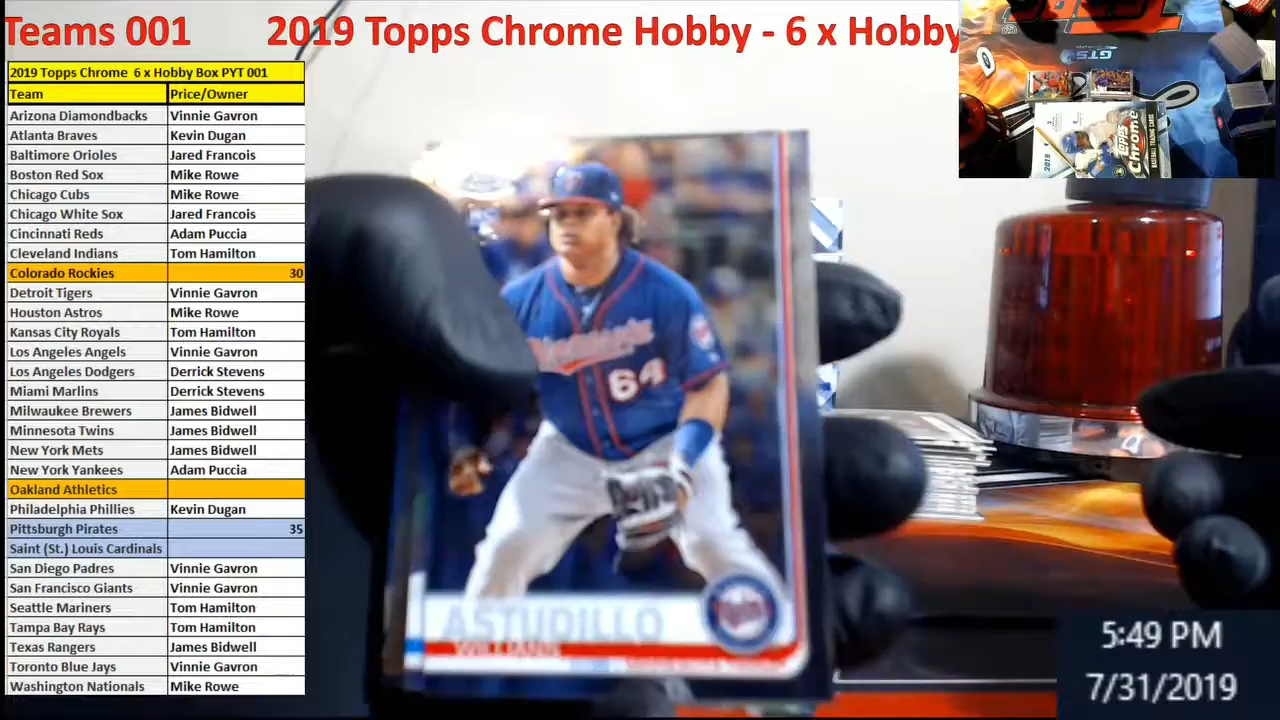 Teams 001 2019 Topps Chrome Hobby - 6 x Hobby
2019 Topps Chrome 6 x Hobby Box PYT 001
Team Price/Owner
Arizona Diamondbacks Vinnie Gavron
Atlanta Braves Kevin Dugan
Baltimore Orioles Jared Francois
Boston Red Sox Mike Rowe
Chicago Cubs Mike Rowe
Chicago White Sox Jared Francois
Cincinnati Reds Adam Puccia
Cleveland Indians Tom Hamilton
Colorado Rockies 30
Detroit Tigers Vinnie Gavron
Houston Astros Mike Rowe
Kansas City Royals Tom Hamilton
Los Angeles Angels Vinnie Gavron
Los Angeles Dodgers Derrick Stevens
Miami Marlins Derrick Stevens
Milwaukee Brewers James Bidwell
Minnesota Twins James Bidwell
New York Mets James Bidwell
New York Yankees Adam Puccia
Oakland Athletics
Philadelphia Phillies Kevin Dugan
Pittsburgh Pirates 35
Saint (St.) Louis Cardinals
San Diego Padres Vinnie Gavron
San Francisco Giants Vinnie Gavron
Seattle Mariners Tom Hamilton
Tampa Bay Rays Tom Hamilton
Texas Rangers James Bidwell
Toronto Blue Jays Vinnie Gavron
Washington Nationals Mike Rowe
GTS
2019
Topps
Chrome
BASEBALL TRADING CARDS
Minnesota
64
ASTUDILLO
WILLIANS
Twins
5:49 PM
7/31/2019